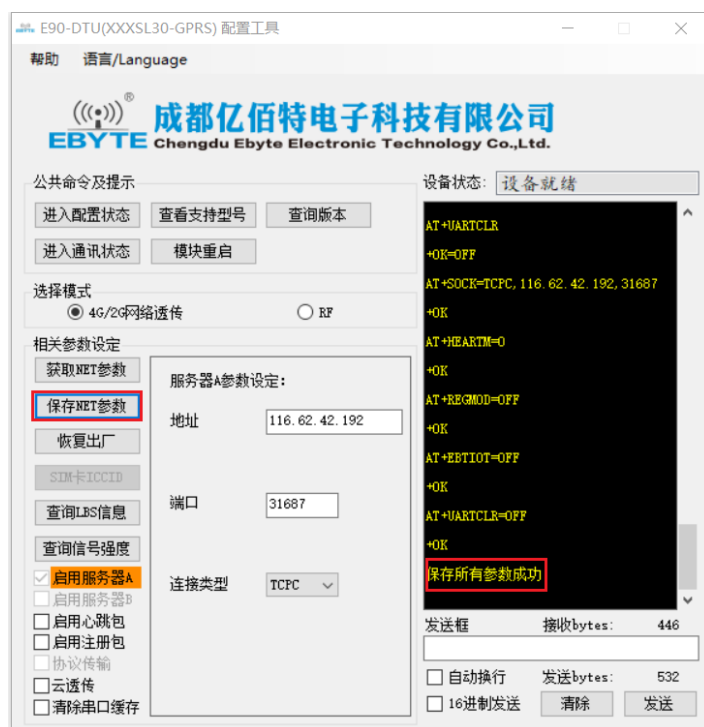 E90-DTU(XXXSL30-GPRS) 配置工具
帮助 语言/Language
EBYTE ®
成都亿佰特电子科技有限公司
Chengdu Ebyte Electronic Technology Co.,Ltd.
公共命令及提示
进入配置状态 查看支持型号 查询版本
进入通讯状态 模块重启
选择模式
4G/2G网络透传 RF
相关参数设定
获取NET参数
保存NET参数
恢复出厂
SIM卡ICCID
查询LBS信息
查询信号强度
启用服务器A
启用服务器B
启用心跳包
启用注册包
协议传输
云透传
清除串口缓存
服务器A参数设定:
地址 116.62.42.192
端口 31687
连接类型 TCPC
设备状态: 设备就绪
AT+UARTCLR
+OK=OFF
AT+SOCK=TCPC,116.62.42.192,31687
+OK
AT+HEARTM=0
+OK
AT+REGMOD=OFF
+OK
AT+EBTIOT=OFF
+OK
AT+UARTCLR=OFF
+OK
保存所有参数成功
发送框 接收bytes: 446
自动换行 发送bytes: 532
16进制发送 清除 发送